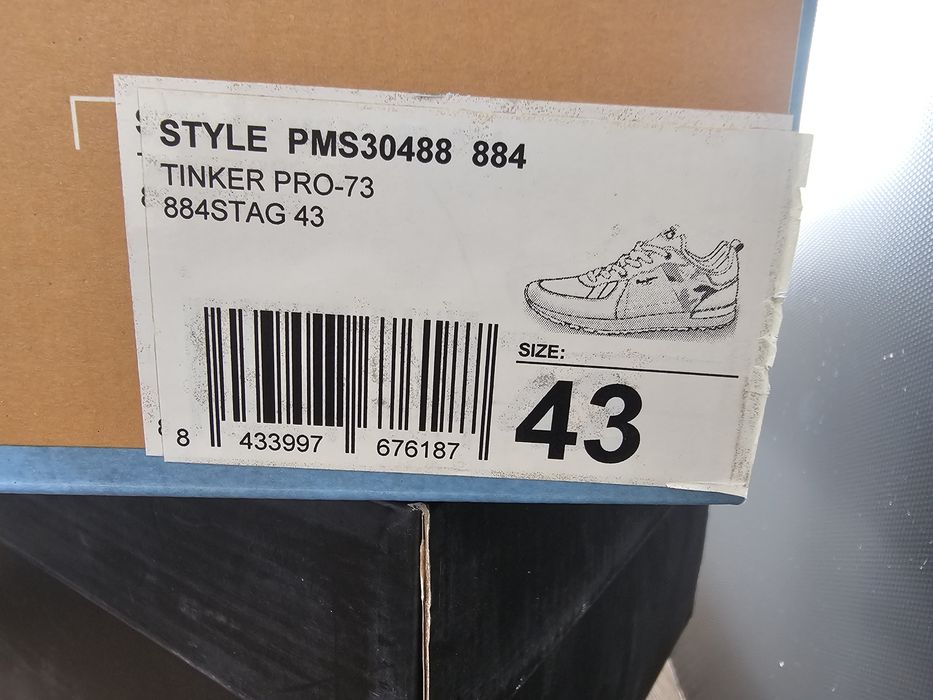 STYLE PMS30488 884
TINKER PRO-73
884STAG 43
SIZE:
43
8 433997 676187